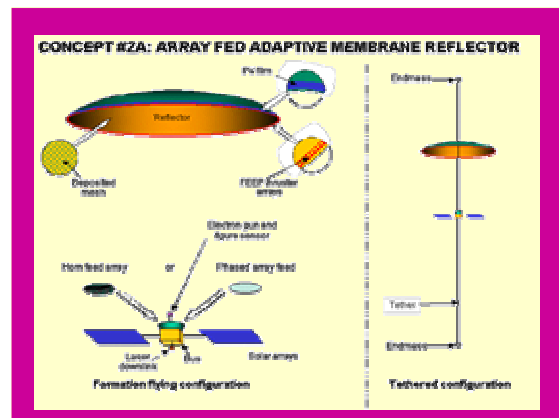 CONCEPT #2A: ARRAY FED ADAPTIVE MEMBRANE REFLECTOR
PV film
Reflector
Deposited
mesh
FEEP thruster
arrays
Electron gun and
figure sensor
Horn feed array
or
Phased array feed
Laser
downlink
Bus
Solar arrays
Formation flying configuration
Endmass
Tether
Endmass
Tethered configuration